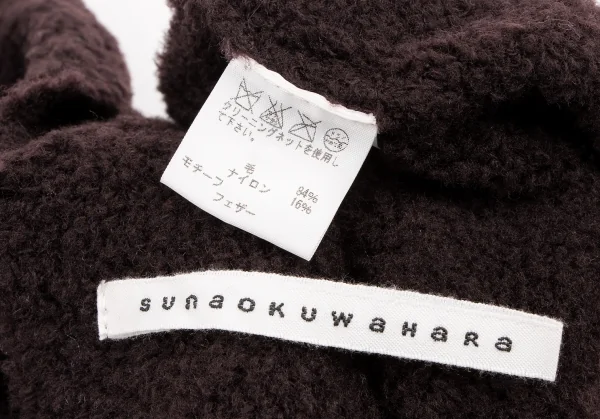 クリーニングネットを使用し
て下さい。
毛 84%
ナイロン 16%
モチーフ
フェザー
sunaoKuwaHara